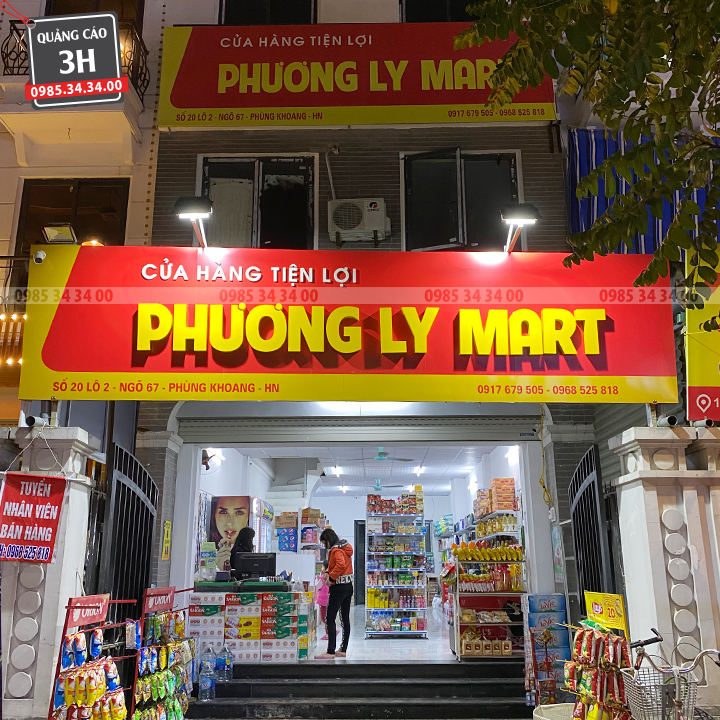 QUẢNG CÁO
3H
0985.34.34.00
CỬA HÀNG TIỆN LỢI
PHƯƠNG LY MART
SỐ 20 LÔ 2 - NGÕ 67 - PHÙNG KHOANG - HN
0917 679 505 - 0968 525 818
CỬA HÀNG TIỆN LỢI
0985 34 34 00
0985 34 34 00
0985 34 34 00
0985 34 34 00
PHƯƠNG LY MART
SỐ 20 LÔ 2 - NGÕ 67 - PHÙNG KHOANG - HN
0917 679 505 - 0968 525 818
TUYỂN
NHÂN VIÊN
BÁN HÀNG
0968 525 818